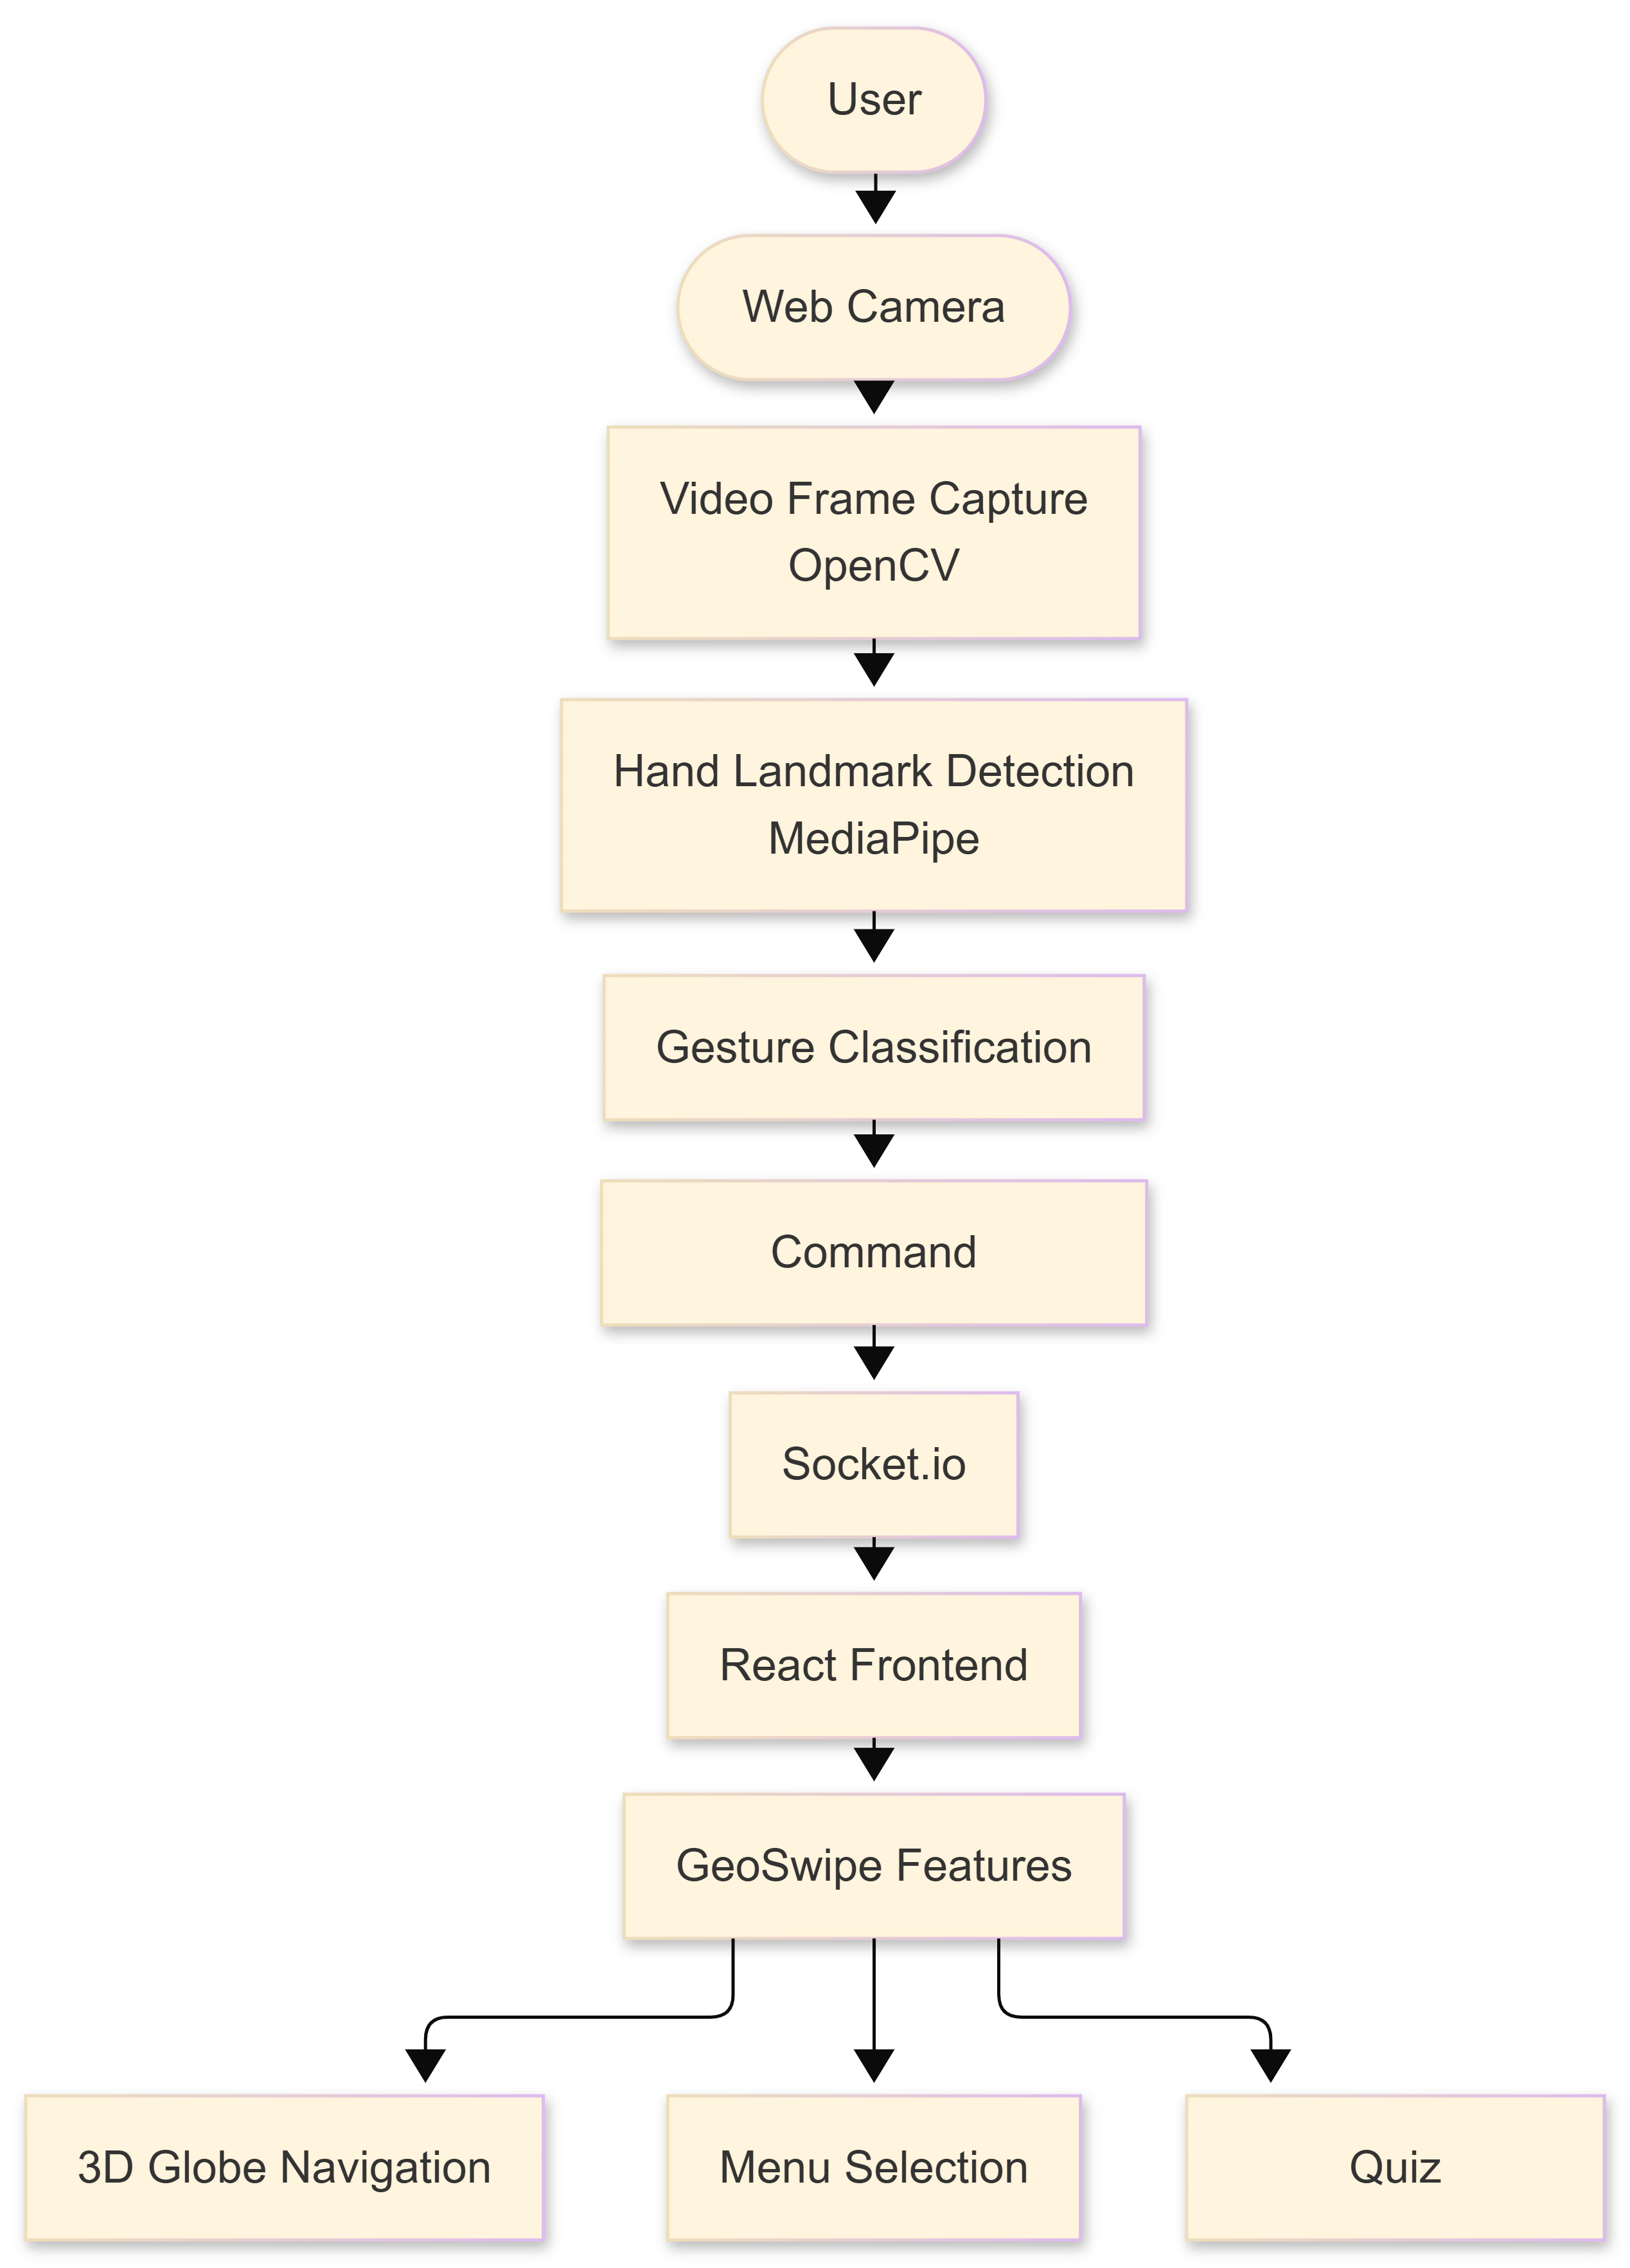 User
Web Camera
Video Frame Capture
OpenCV
Hand Landmark Detection
MediaPipe
Gesture Classification
Command
Socket.io
React Frontend
GeoSwipe Features
3D Globe Navigation
Menu Selection
Quiz